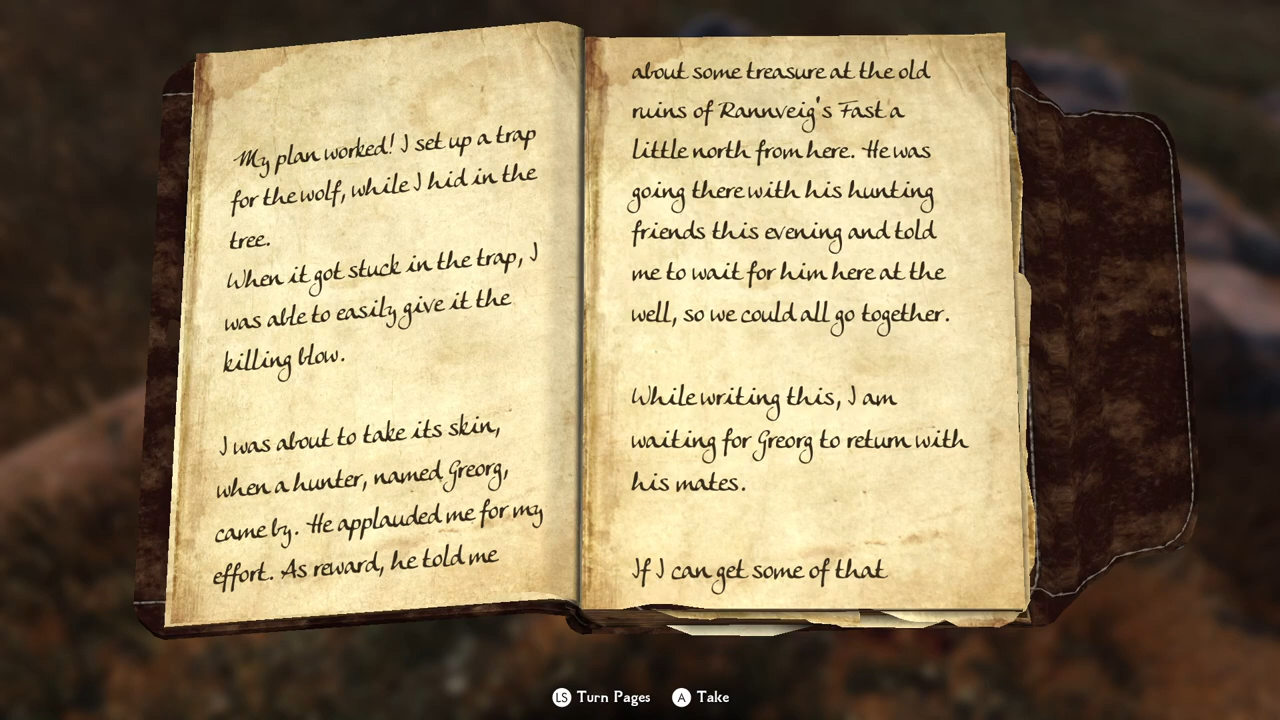 My plan worked! I set up a trap
for the wolf, while I hid in the
tree.
When it got stuck in the trap, I
was able to easily give it the
killing blow.
I was about to take its skin,
when a hunter, named Greorg,
came by. He applauded me for my
effort. As reward, he told me
about some treasure at the old
ruins of Rannveig's Fast a
little north from here. He was
going there with his hunting
friends this evening and told
me to wait for him here at the
well, so we could all go together.
While writing this, I am
waiting for Greorg to return with
his mates.
If I can get some of that
LS Turn Pages A Take